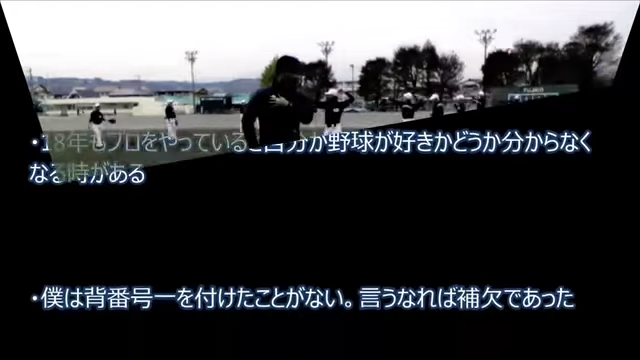 ・18年もプロをやっていると自分が野球が好きかどうか分からなく
なる時がある
・僕は背番号一を付けたことがない。言うなれば補欠であった